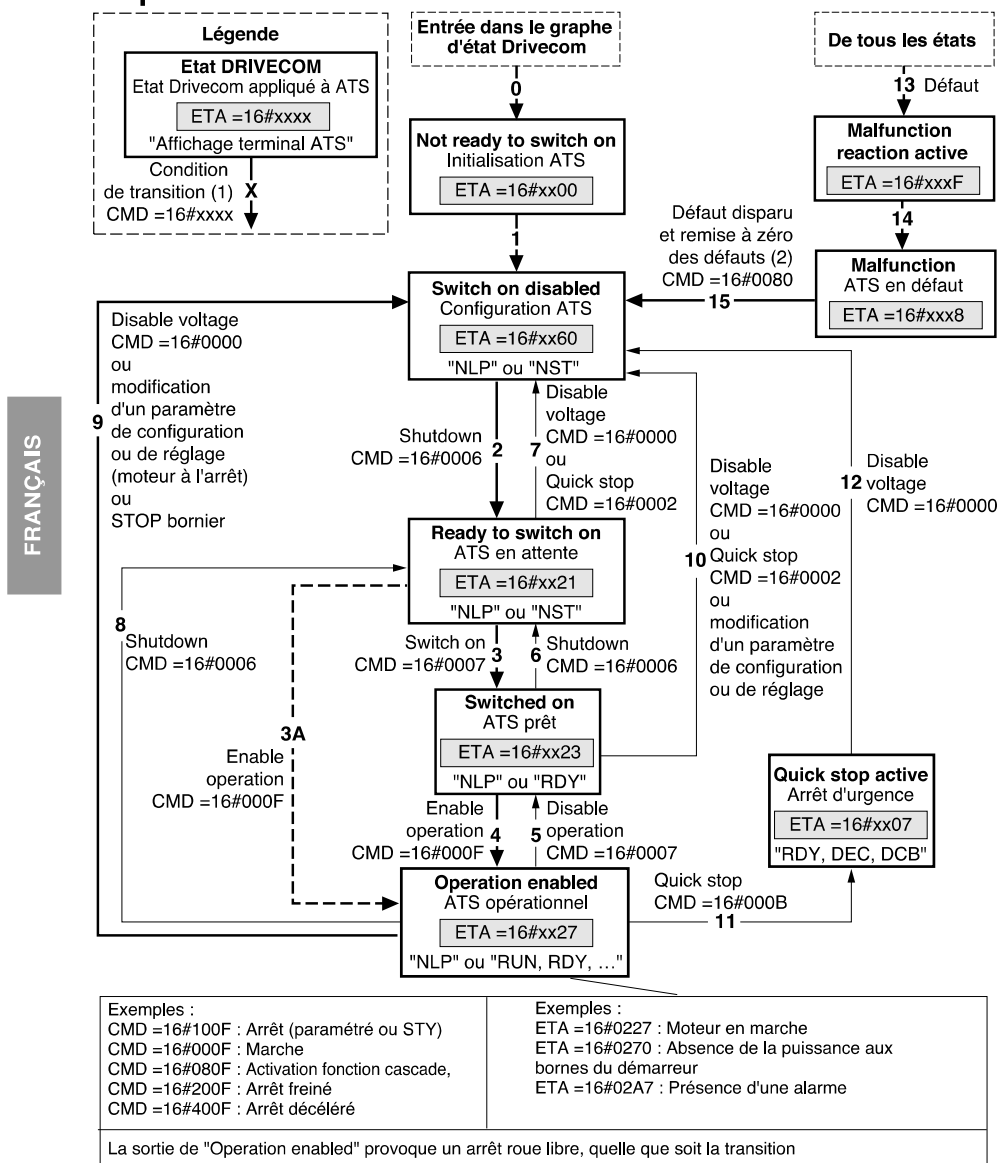 Légende
Etat DRIVECOM
Etat Drivecom appliqué à ATS
ETA =16#xxxx
"Affichage terminal ATS"
Condition
de transition (1)
X
CMD =16#xxxx
Entrée dans le graphe
d'état Drivecom
0
Not ready to switch on
Initialisation ATS
ETA =16#xx00
1
De tous les états
13 Défaut
Malfunction
reaction active
ETA =16#xxxF
14
Malfunction
ATS en défaut
ETA =16#xxx8
Défaut disparu
et remise à zéro
des défauts (2)
CMD =16#0080
15
Switch on disabled
Configuration ATS
ETA =16#xx60
"NLP" ou "NST"
Disable voltage
CMD =16#0000
ou
modification
d'un paramètre
de configuration
ou de réglage
(moteur à l'arrêt)
ou
STOP bornier
9
FRANÇAIS
Shutdown
CMD =16#0006
2
7
Disable
voltage
CMD =16#0000
ou
Quick stop
CMD =16#0002
Ready to switch on
ATS en attente
ETA =16#xx21
"NLP" ou "NST"
8
Shutdown
CMD =16#0006
Switch on
CMD =16#0007
3
6
Shutdown
CMD =16#0006
10
Disable
voltage
CMD =16#0000
ou
Quick stop
CMD =16#0002
ou
modification
d'un paramètre
de configuration
ou de réglage
12
Disable
voltage
CMD =16#0000
3A
Enable
operation
CMD =16#000F
Switched on
ATS prêt
ETA =16#xx23
"NLP" ou "RDY"
Quick stop active
Arrêt d'urgence
ETA =16#xx07
"RDY, DEC, DCB"
Enable
operation
CMD =16#000F
4
5
Disable
operation
CMD =16#0007
Operation enabled
ATS opérationnel
ETA =16#xx27
"NLP" ou "RUN, RDY, ..."
Quick stop
CMD =16#000B
11
Exemples :
CMD =16#100F : Arrêt (paramétré ou STY)
CMD =16#000F : Marche
CMD =16#080F : Activation fonction cascade,
CMD =16#200F : Arrêt freiné
CMD =16#400F : Arrêt décéléré
Exemples :
ETA =16#0227 : Moteur en marche
ETA =16#0270 : Absence de la puissance aux
bornes du démarreur
ETA =16#02A7 : Présence d'une alarme
La sortie de "Operation enabled" provoque un arrêt roue libre, quelle que soit la transition